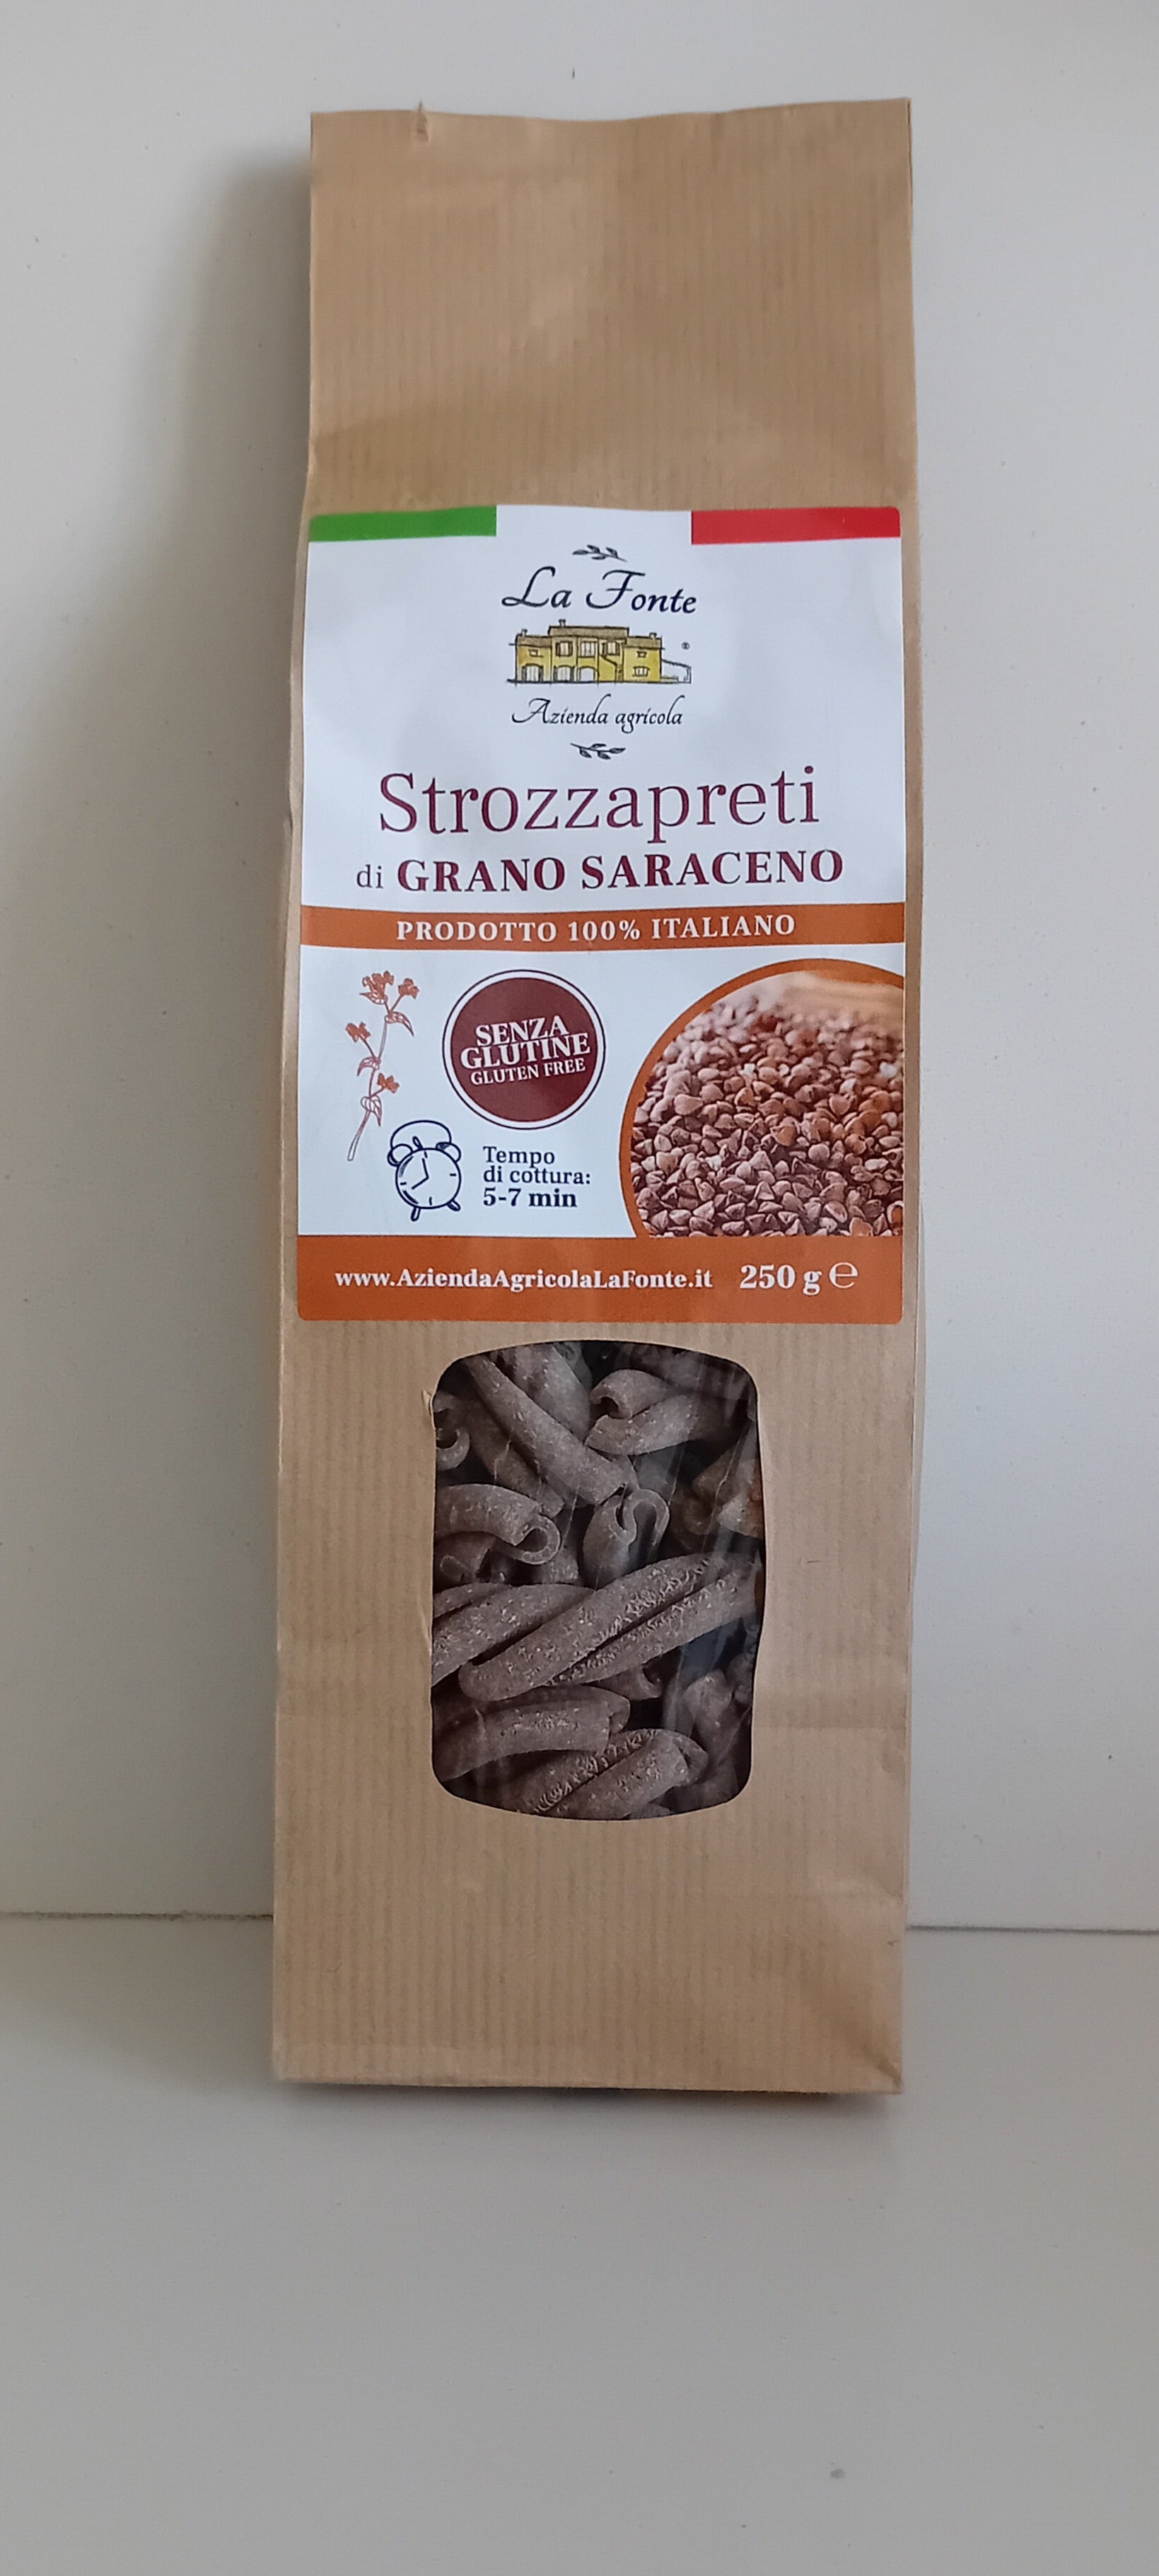 La Fonte
®
Azienda agricola
Strozzapreti
di GRANO SARACENO
PRODOTTO 100% ITALIANO
SENZA
GLUTINE
GLUTEN FREE
Tempo
di cottura:
5-7 min
www.AziendaAgricolaLaFonte.it 250 g ℮